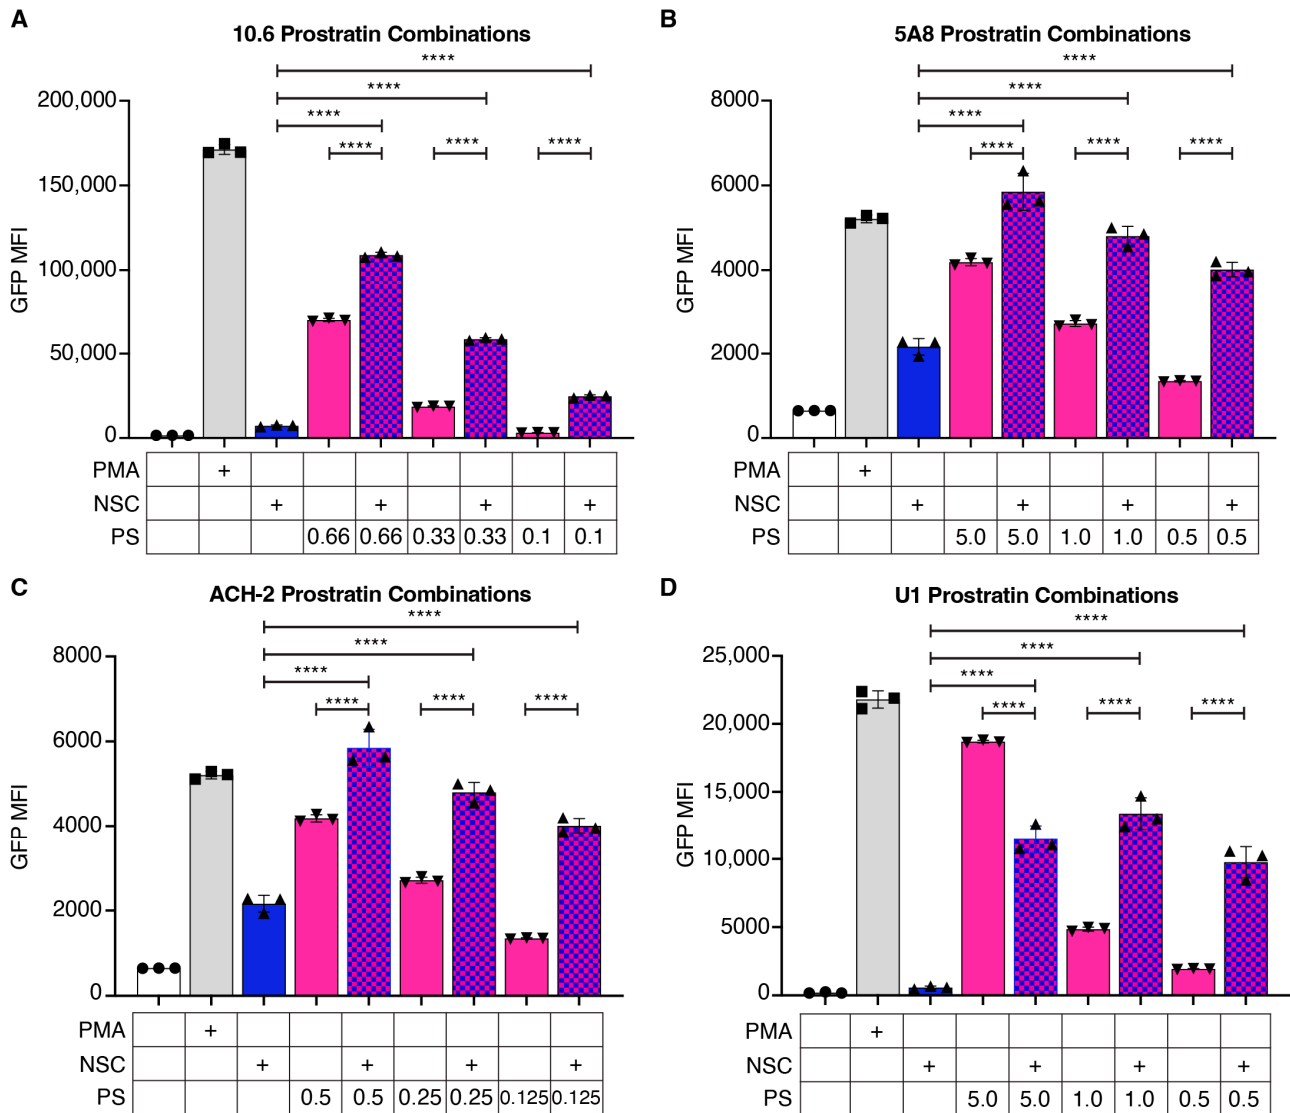 A
10.6 Prostratin Combinations
****
****
****
**** **** ****
200,000
150,000
100,000
50,000
0
GFP MFI
PMA +
NSC + + + +
PS 0.66 0.66 0.33 0.33 0.1 0.1
B
5A8 Prostratin Combinations
****
****
****
**** **** ****
8000
6000
4000
2000
0
GFP MFI
PMA +
NSC + + + +
PS 5.0 5.0 1.0 1.0 0.5 0.5
C
ACH-2 Prostratin Combinations
****
****
****
**** **** ****
8000
6000
4000
2000
0
GFP MFI
PMA +
NSC + + + +
PS 0.5 0.5 0.25 0.25 0.125 0.125
D
U1 Prostratin Combinations
****
****
****
**** **** ****
25,000
20,000
15,000
10,000
5000
0
GFP MFI
PMA +
NSC + + + +
PS 5.0 5.0 1.0 1.0 0.5 0.5